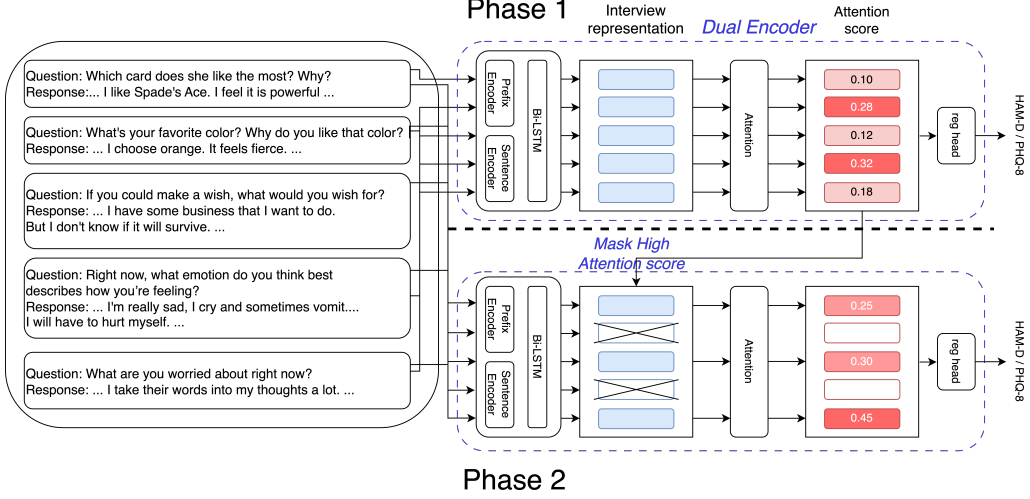 Phase 1
Interview
representation
Dual Encoder
Attention
score
Question: Which card does she like the most? Why?
Response:... I like Spade's Ace. I feel it is powerful ...
Question: What's your favorite color? Why do you like that color?
Response: ... I choose orange. It feels fierce. ...
Question: If you could make a wish, what would you wish for?
Response: ... I have some business that I want to do.
But I don't know if it will survive. ...
Question: Right now, what emotion do you think best
describes how you're feeling?
Response: ... I'm really sad, I cry and sometimes vomit....
I will have to hurt myself. ...
Question: What are you worried about right now?
Response: ... I take their words into my thoughts a lot. ...
Prefix
Encoder
Sentence
Encoder
Bi-LSTM
Attention
0.10
0.28
0.12
0.32
0.18
reg head
HAM-D / PHQ-8
Mask High
Attention score
Prefix
Encoder
Sentence
Encoder
Bi-LSTM
Attention
0.25
0.30
0.45
reg head
HAM-D / PHQ-8
Phase 2